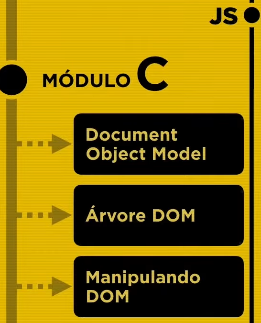 JS
MÓDULO C
Document
Object Model
Árvore DOM
Manipulando
DOM